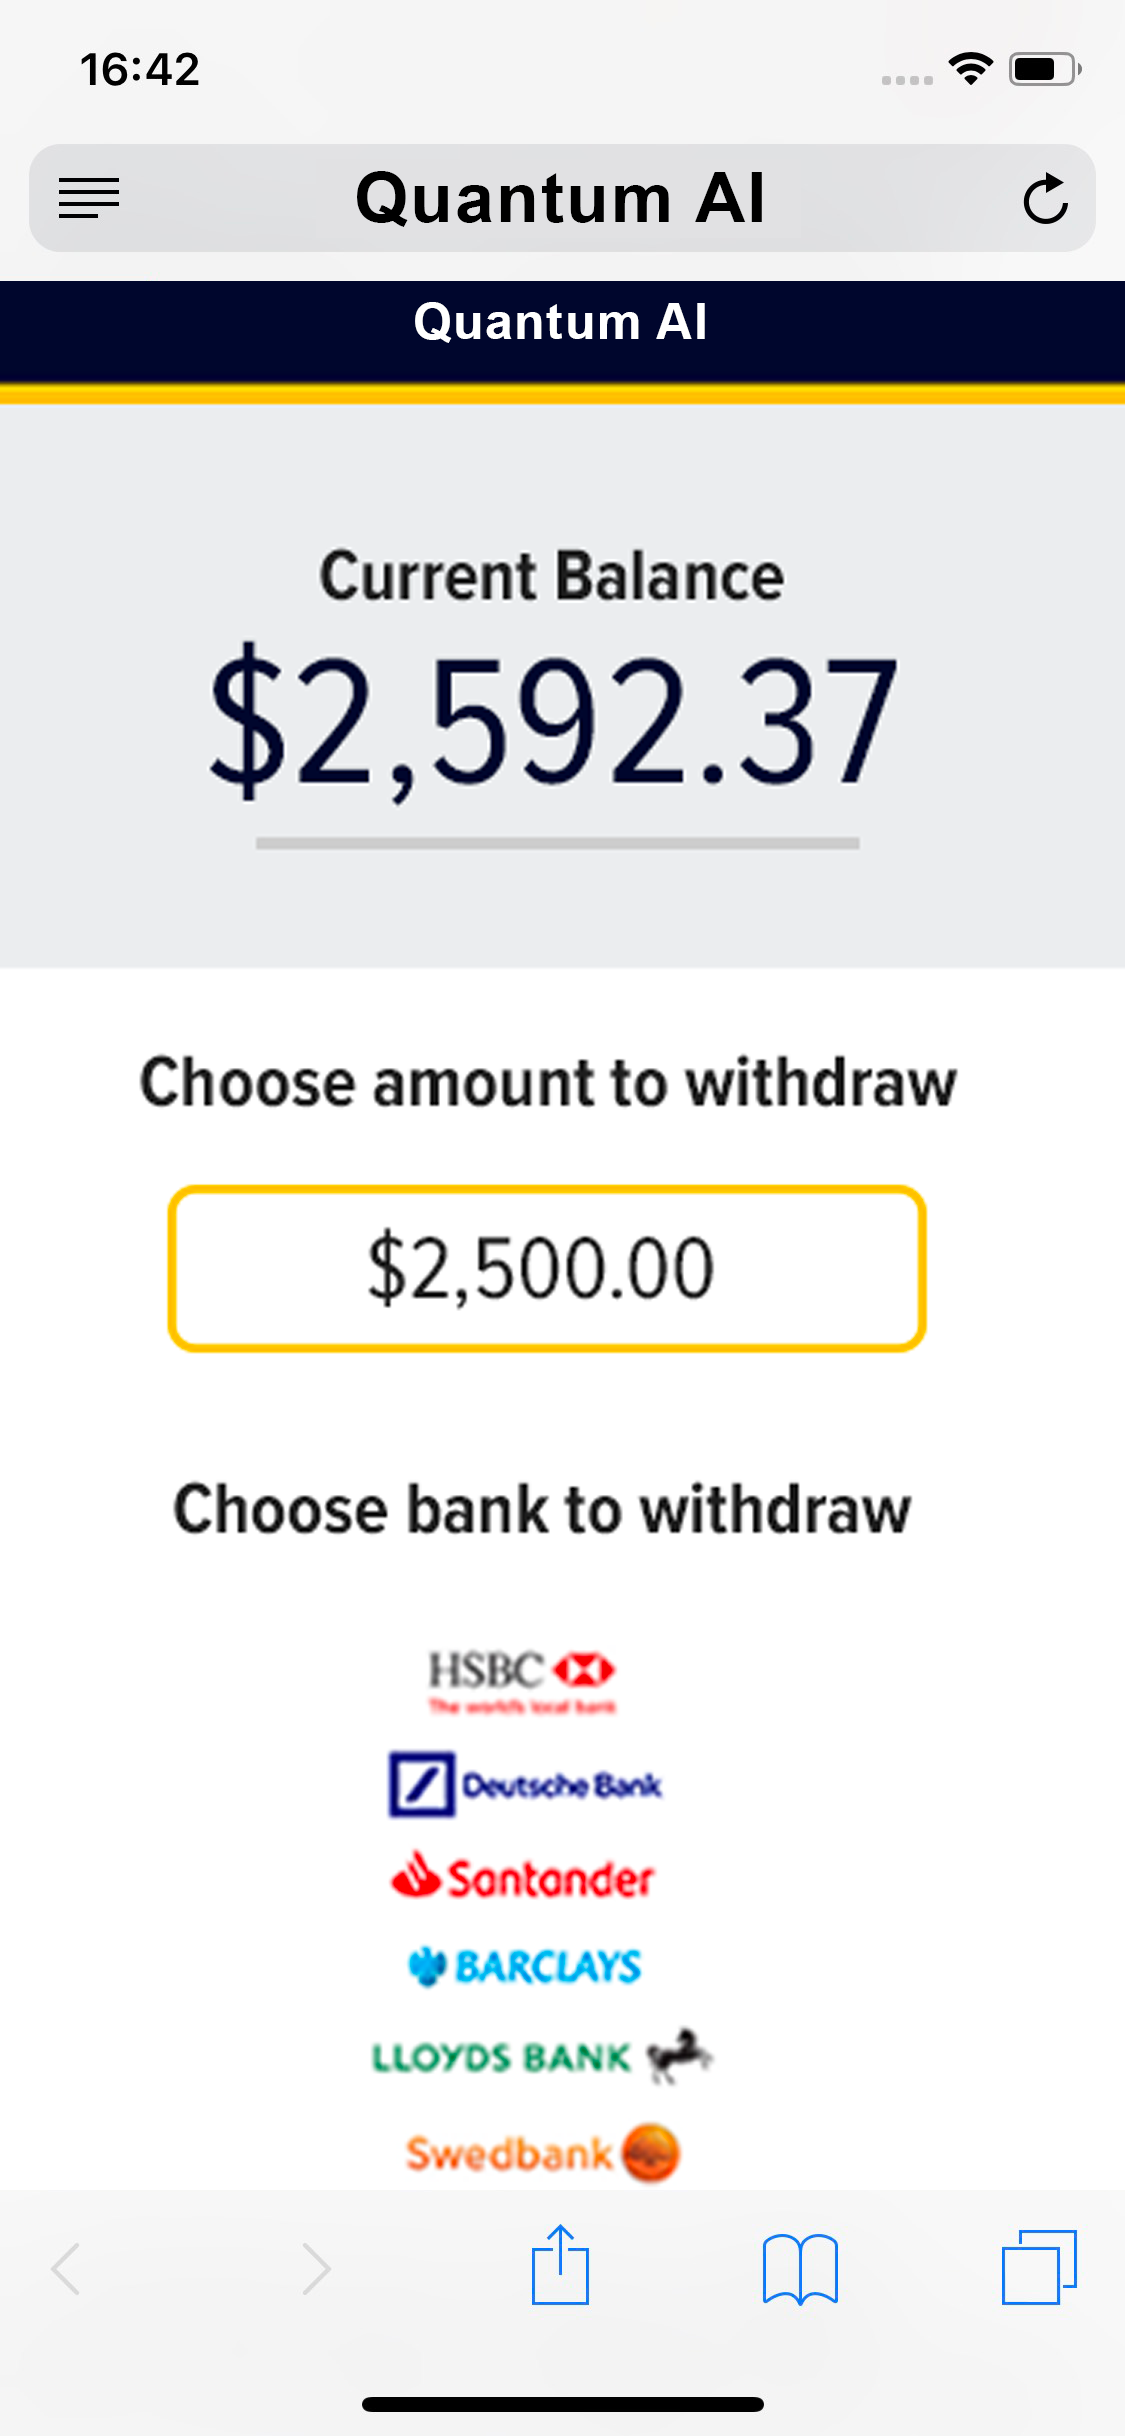 16:42
Quantum AI
Quantum AI
Current Balance
$2,592.37
Choose amount to withdraw
$2,500.00
Choose bank to withdraw
HSBC
The world's local bank
Deutsche Bank
Santander
BARCLAYS
LLOYDS BANK
Swedbank